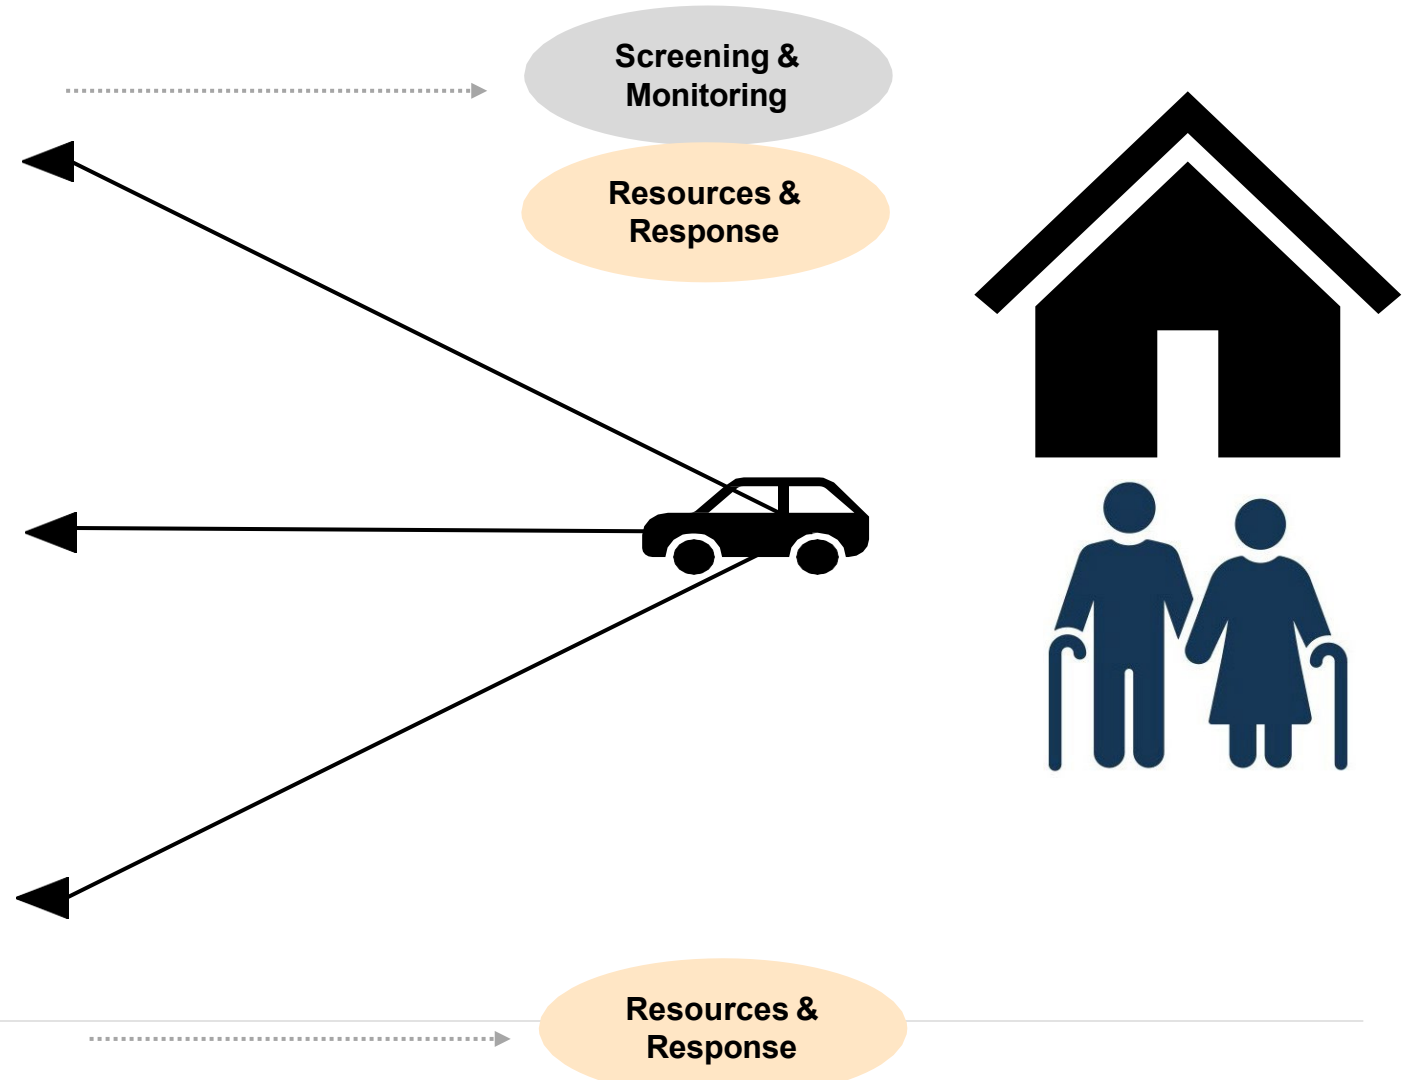 Screening &
Monitoring
Resources &
Response
Resources &
Response